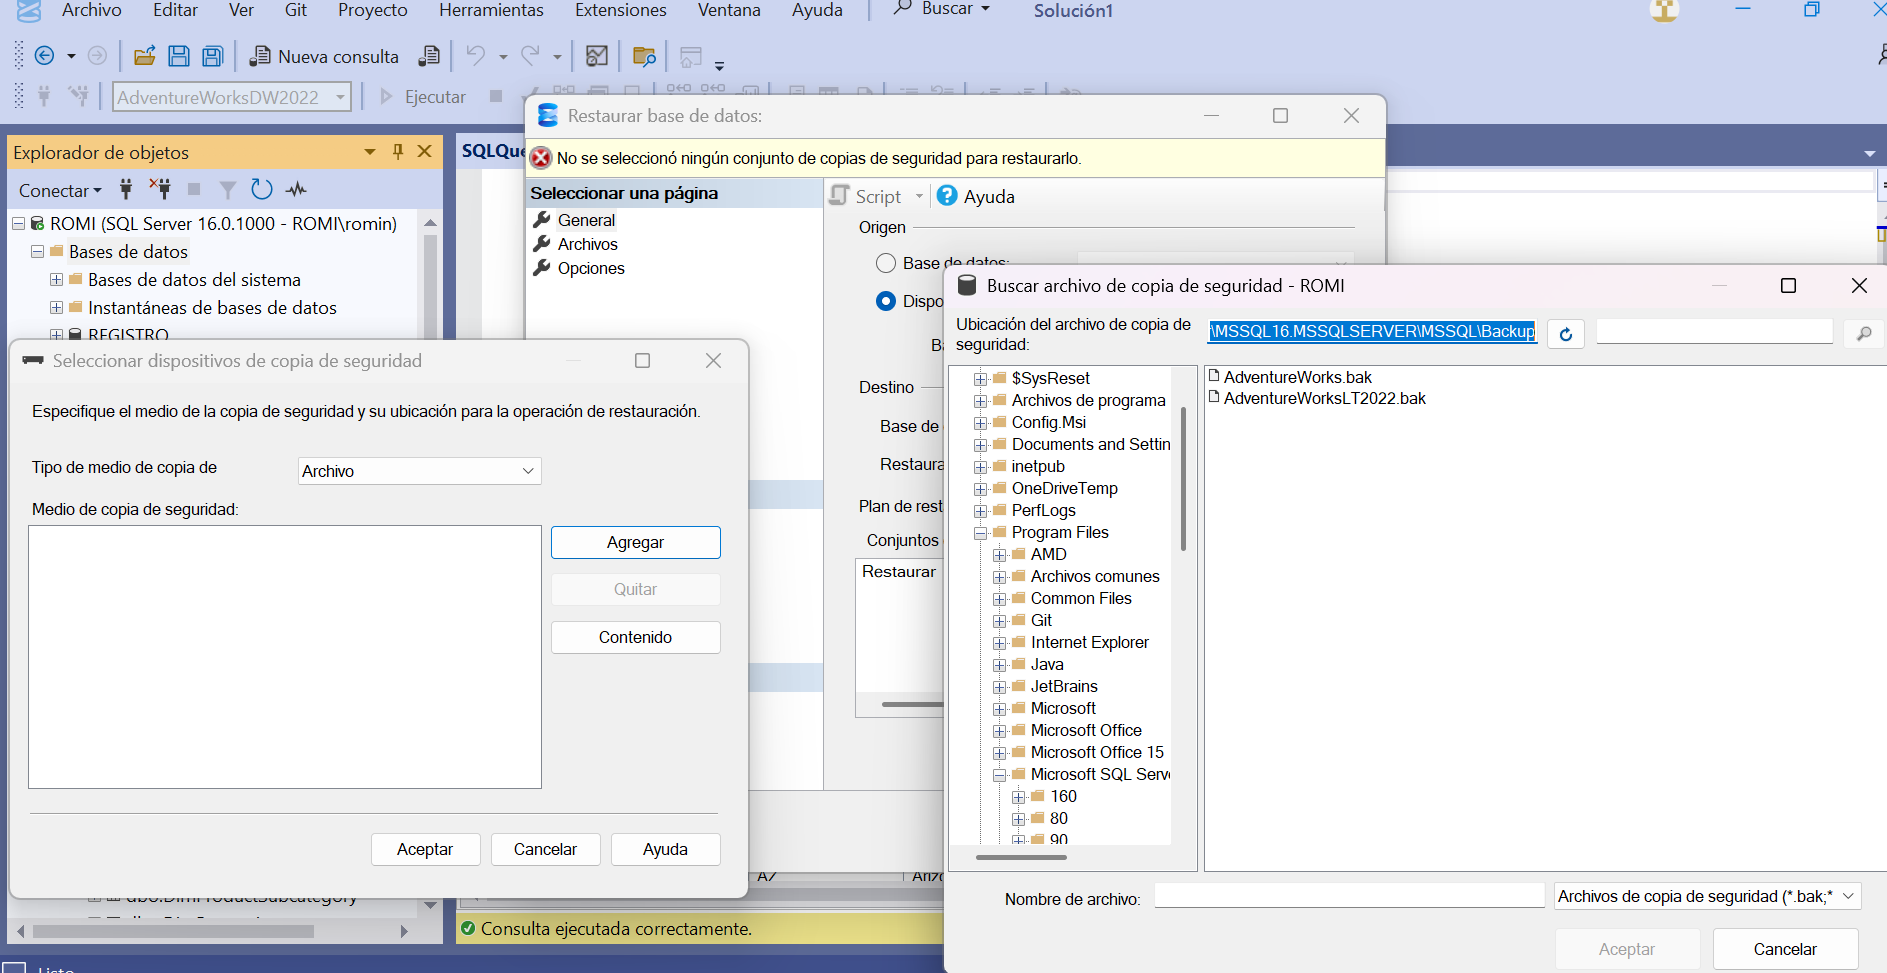 Archivo Editar Ver Git Proyecto Herramientas Extensiones Ventana Ayuda Buscar Solución1
Nueva consulta
AdventureWorksDW2022 Ejecutar
Explorador de objetos
Conectar
ROMI (SQL Server 16.0.1000 - ROMI\romin)
Bases de datos
Bases de datos del sistema
Instantáneas de bases de datos
REGISTRO
SQLQue
Restaurar base de datos:
No se seleccionó ningún conjunto de copias de seguridad para restaurarlo.
Seleccionar una página
General
Archivos
Opciones
Script Ayuda
Origen
Base de datos:
Dispo
Ba
Destino
Base de
Restaura
Plan de rest
Conjuntos
Restaurar
Seleccionar dispositivos de copia de seguridad
Especifique el medio de la copia de seguridad y su ubicación para la operación de restauración.
Tipo de medio de copia de Archivo
Medio de copia de seguridad:
Agregar
Quitar
Contenido
Aceptar Cancelar Ayuda
Buscar archivo de copia de seguridad - ROMI
Ubicación del archivo de copia de seguridad: \MSSQL16.MSSQLSERVER\MSSQL\Backup
$SysReset
Archivos de programa
Config.Msi
Documents and Settin
inetpub
OneDriveTemp
PerfLogs
Program Files
AMD
Archivos comunes
Common Files
Git
Internet Explorer
Java
JetBrains
Microsoft
Microsoft Office
Microsoft Office 15
Microsoft SQL Serve
160
80
90
AdventureWorks.bak
AdventureWorksLT2022.bak
Nombre de archivo: Archivos de copia de seguridad (*.bak;*
Aceptar Cancelar
dbo.DimProductSubcategory
AZ Arizo
Consulta ejecutada correctamente.
Listo